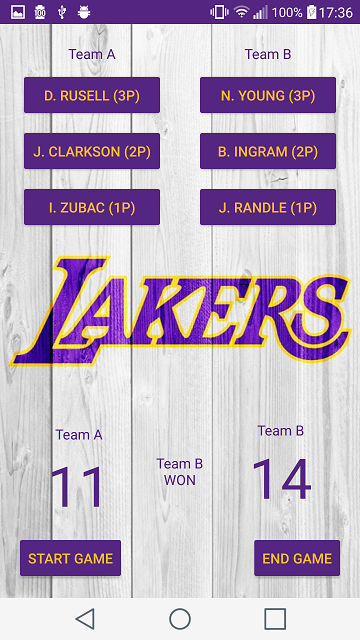 100% 17:36
Team A
Team B
D. RUSELL (3P)
N. YOUNG (3P)
J. CLARKSON (2P)
B. INGRAM (2P)
I. ZUBAC (1P)
J. RANDLE (1P)
LAKERS
Team A
Team B
11
Team B
WON
14
START GAME
END GAME